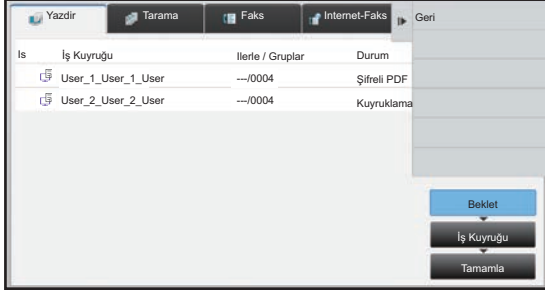 Yazdir Tarama Faks Internet-Faks Geri
Is İş Kuyruğu Ilerle / Gruplar Durum
User_1_User_1_User ---/0004 Şifreli PDF
User_2_User_2_User ---/0004 Kuyruklama
Beklet
İş Kuyruğu
Tamamla